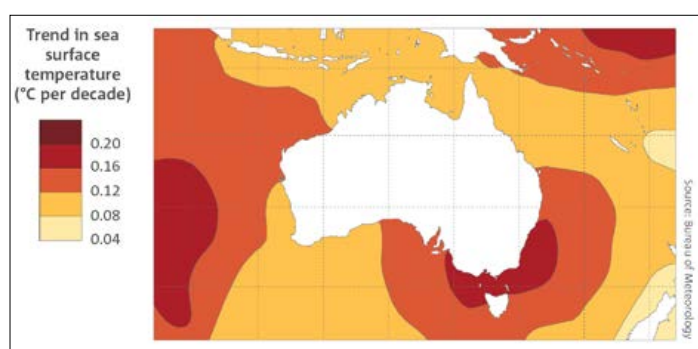 Trend in sea
surface
temperature
(°C per decade)
0.20
0.16
0.12
0.08
0.04
Source: Bureau of Meteorology